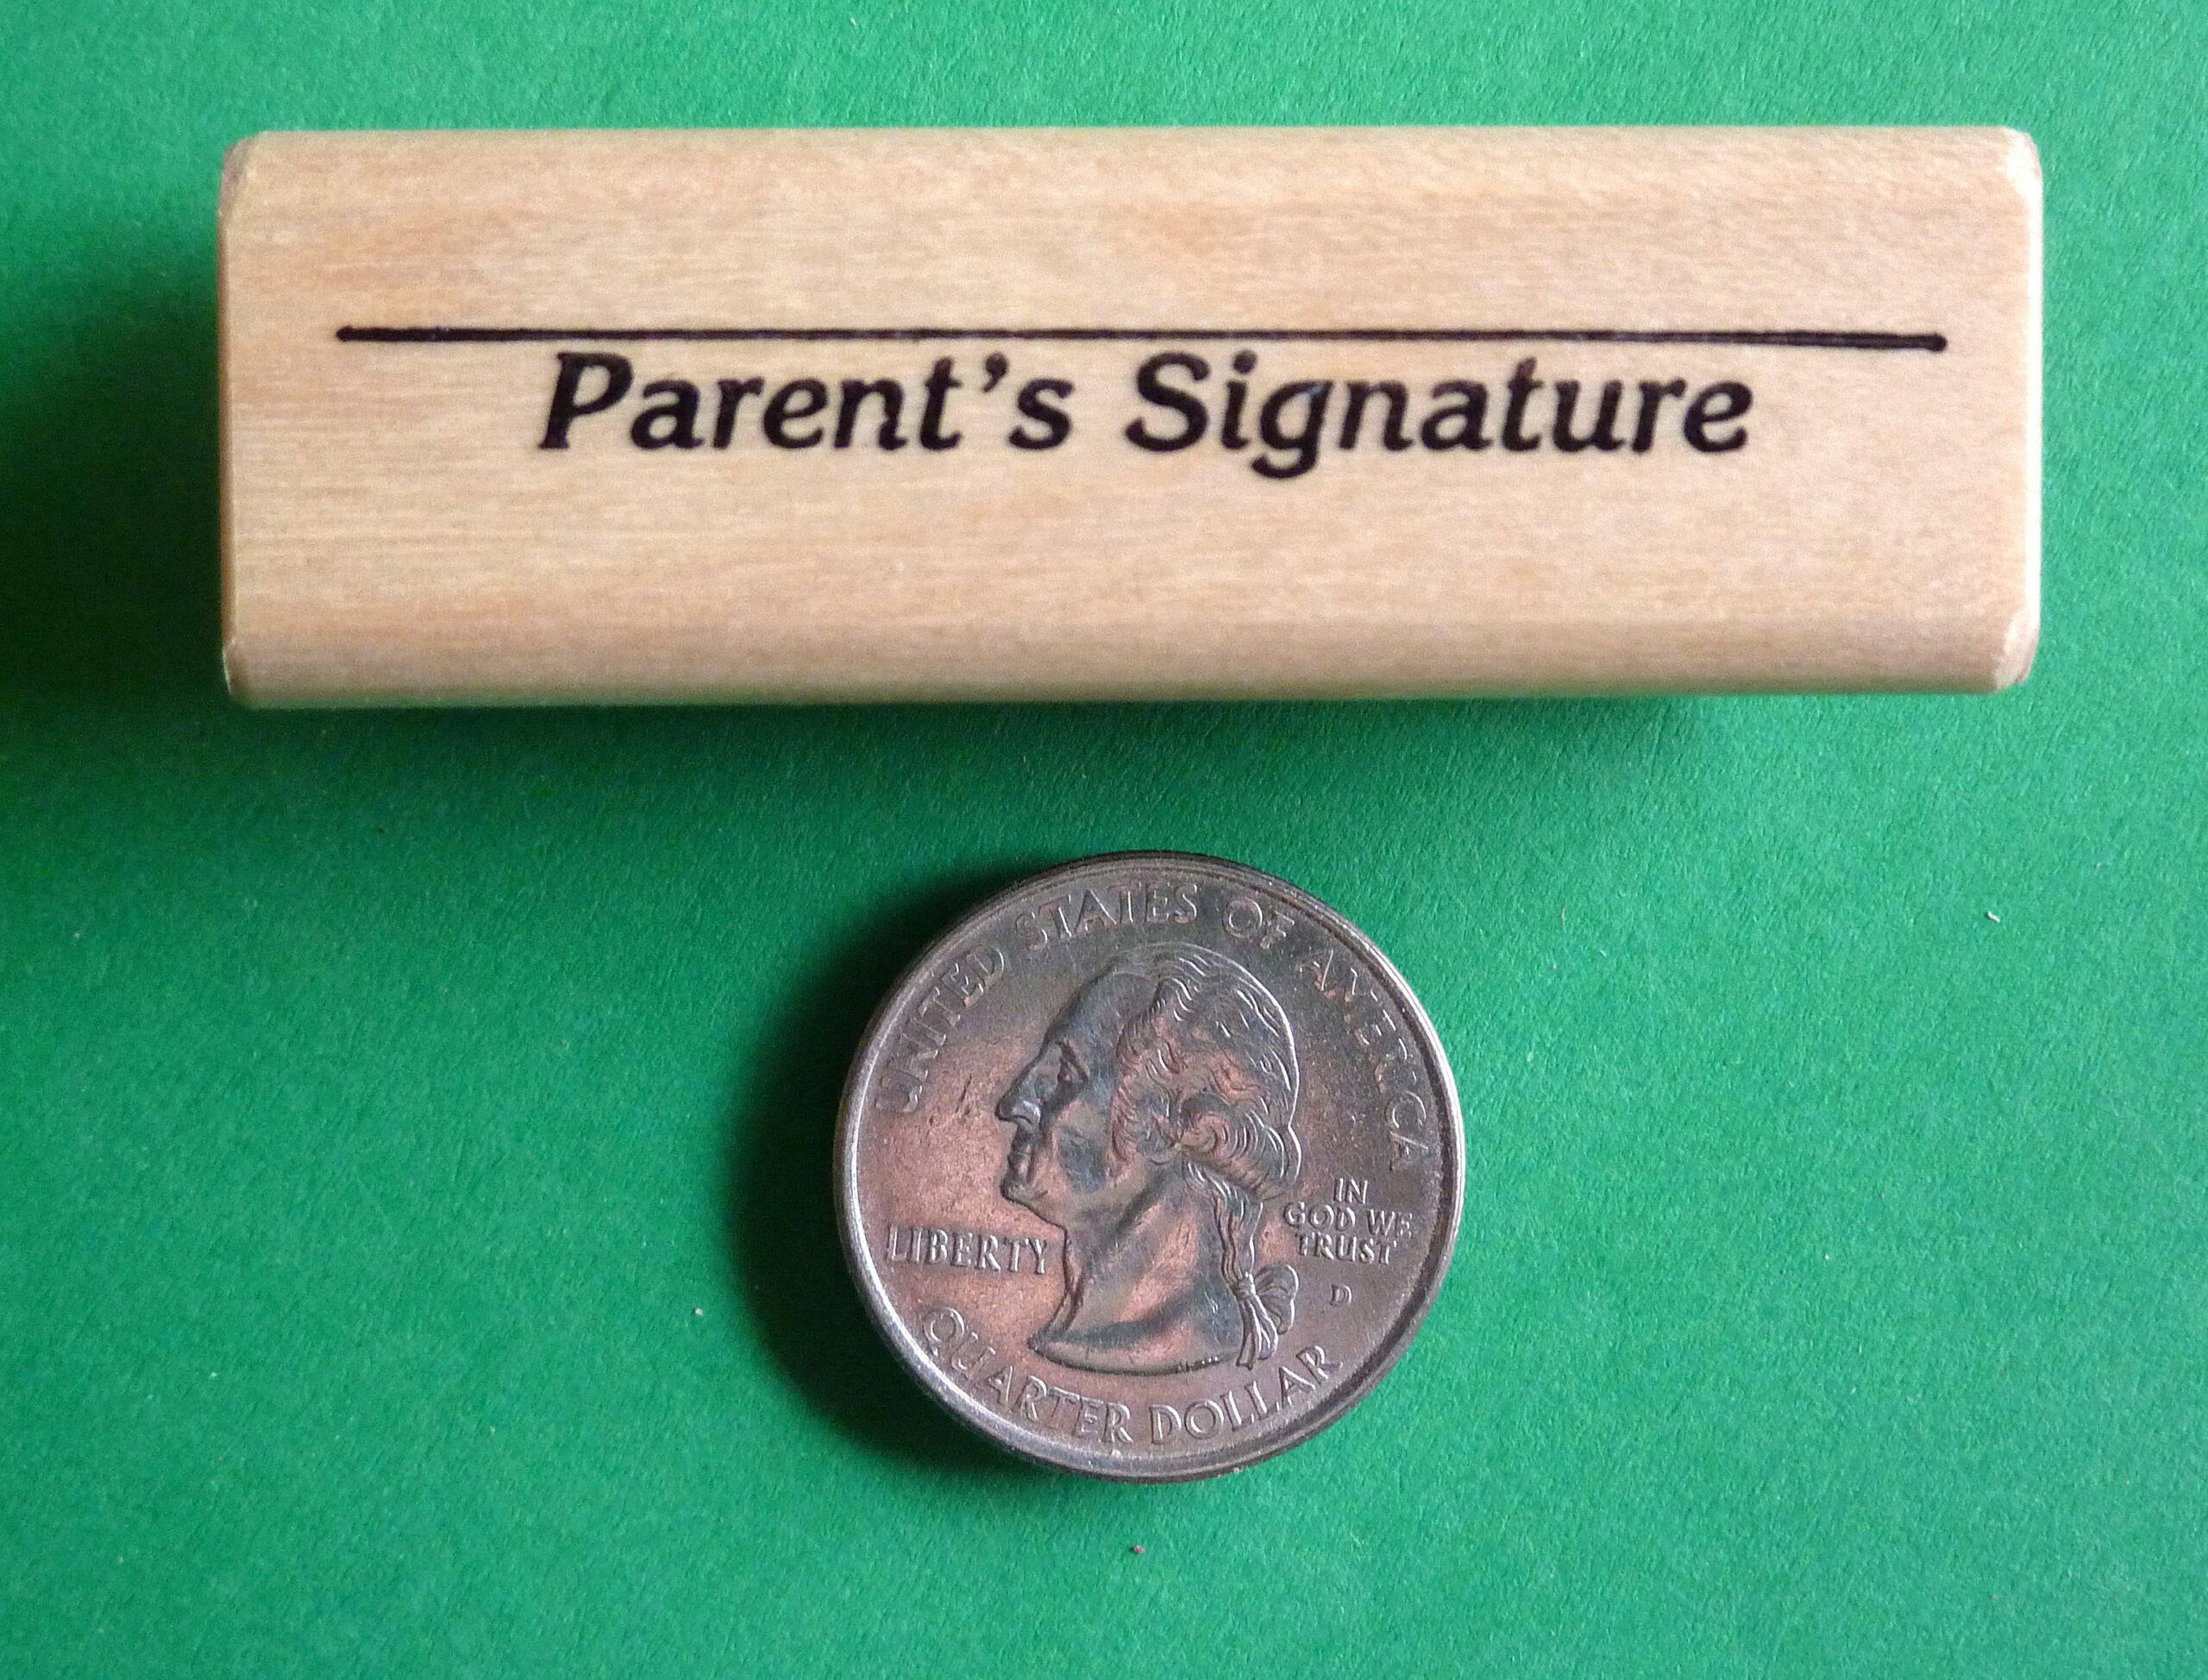 Parent's Signature
UNITED STATES OF AMERICA
LIBERTY
IN
GOD WE
TRUST
D
QUARTER DOLLAR